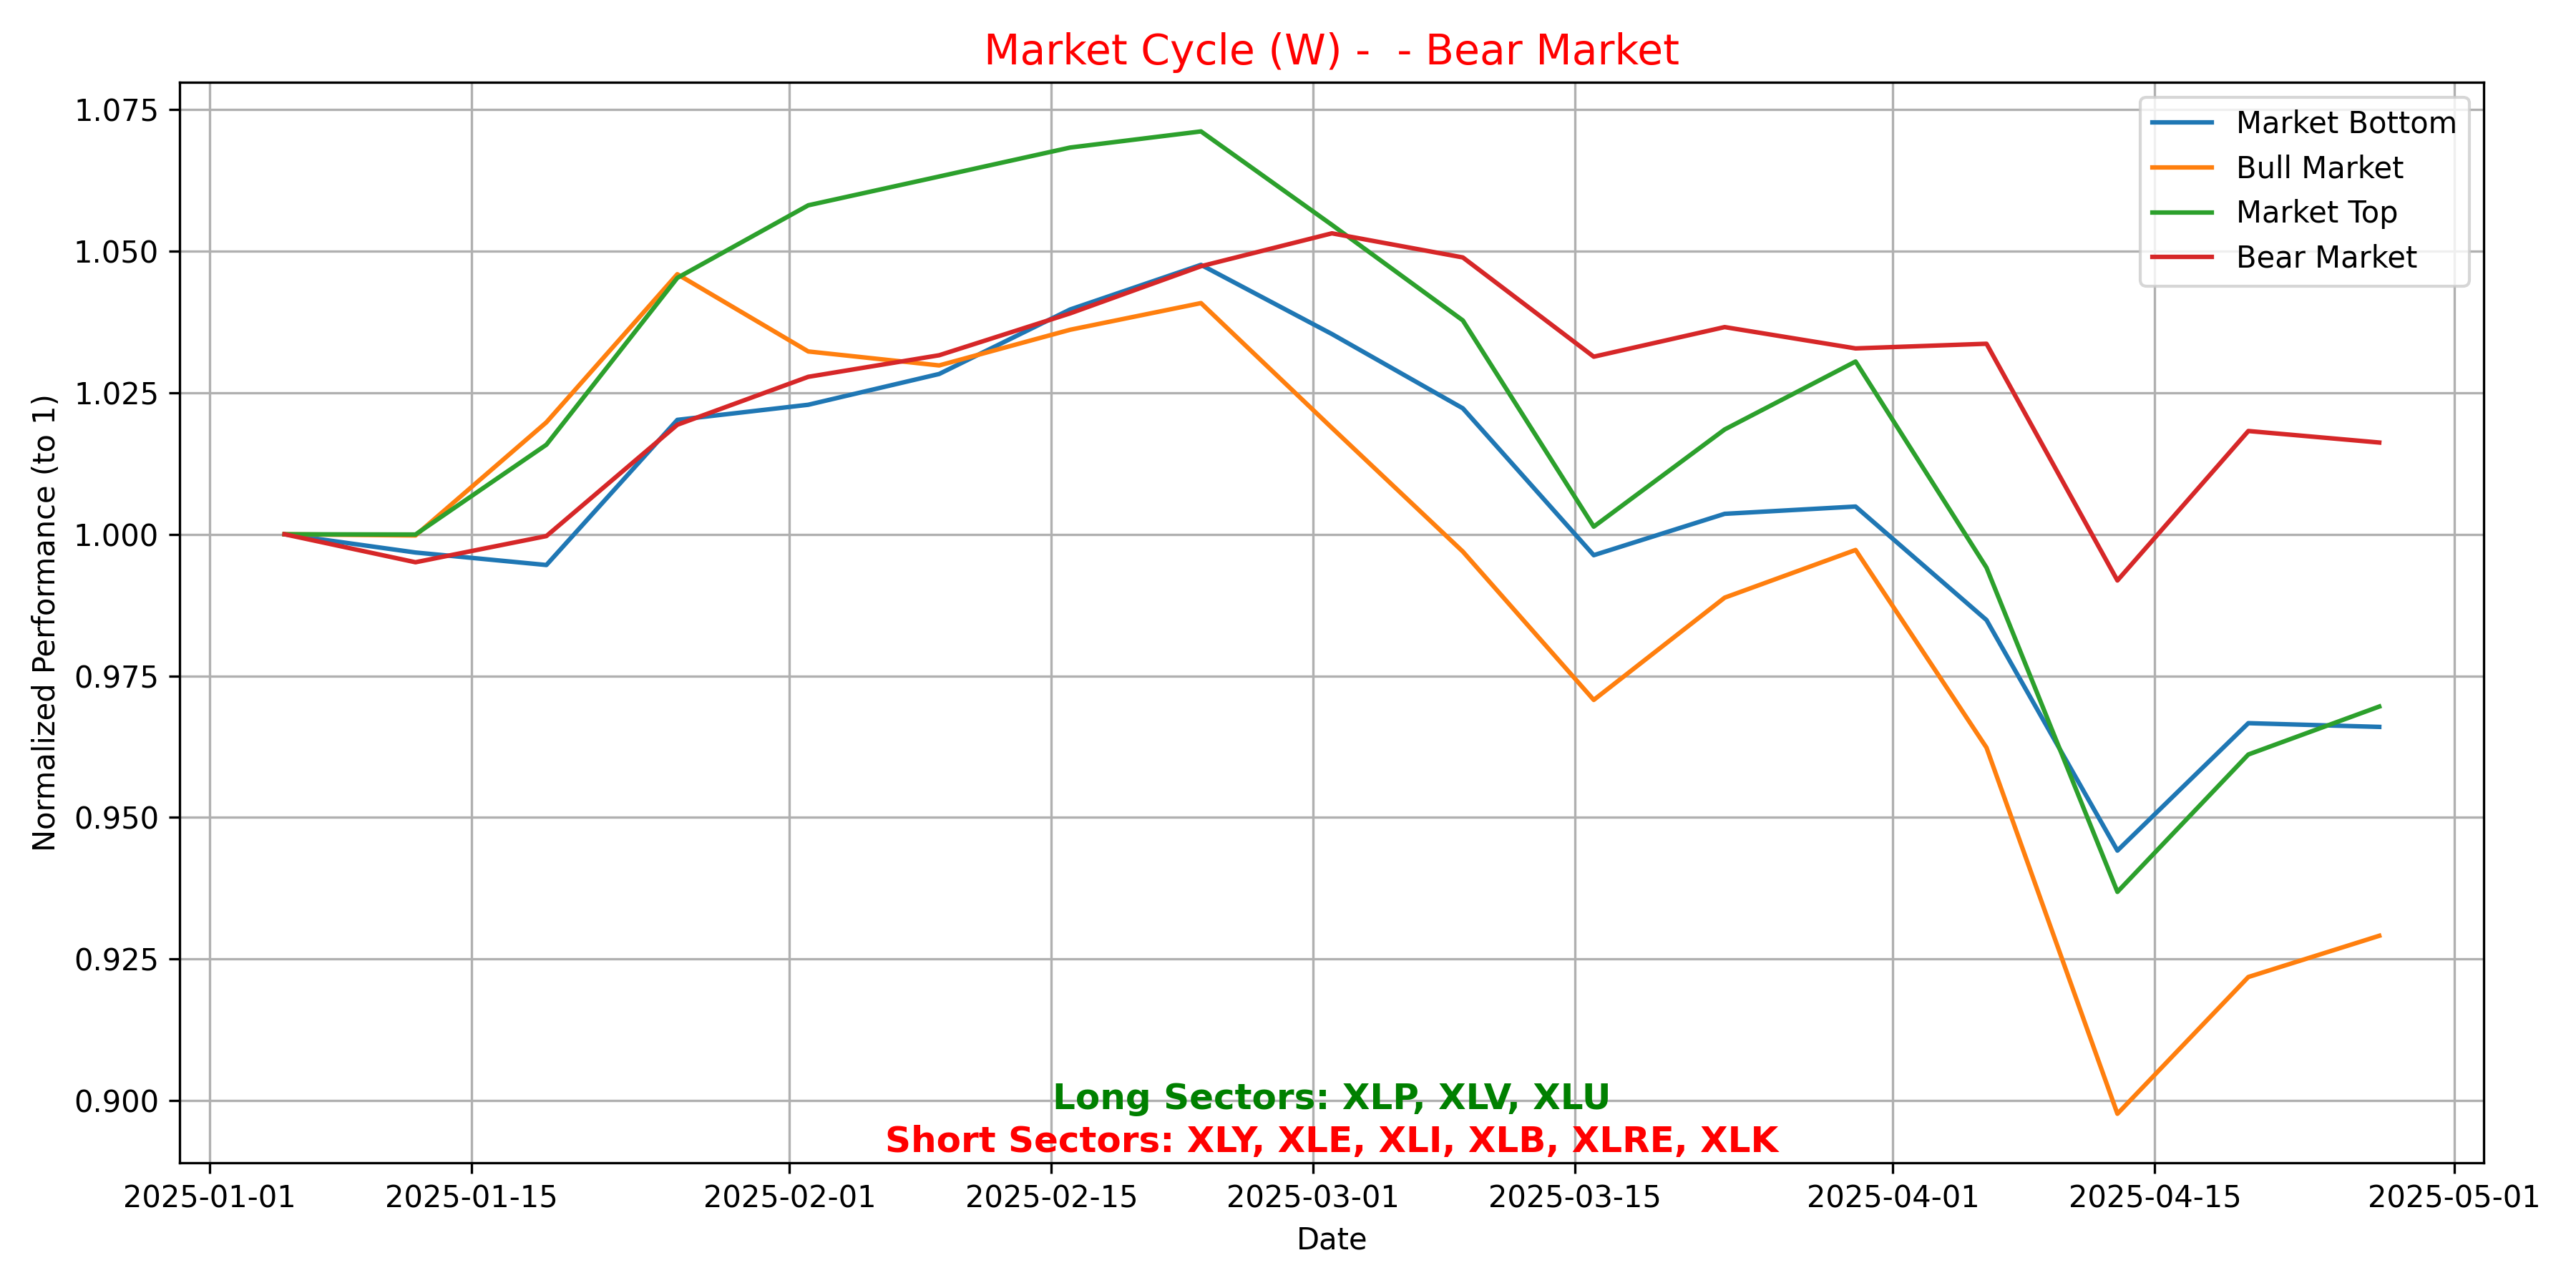 Market Cycle (W) -  - Bear Market
Normalized Performance (to 1)
1.075
1.050
1.025
1.000
0.975
0.950
0.925
0.900
Market Bottom
Bull Market
Market Top
Bear Market
Long Sectors: XLP, XLV, XLU
Short Sectors: XLY, XLE, XLI, XLB, XLRE, XLK
2025-01-01 2025-01-15 2025-02-01 2025-02-15 2025-03-01 2025-03-15 2025-04-01 2025-04-15 2025-05-01
Date